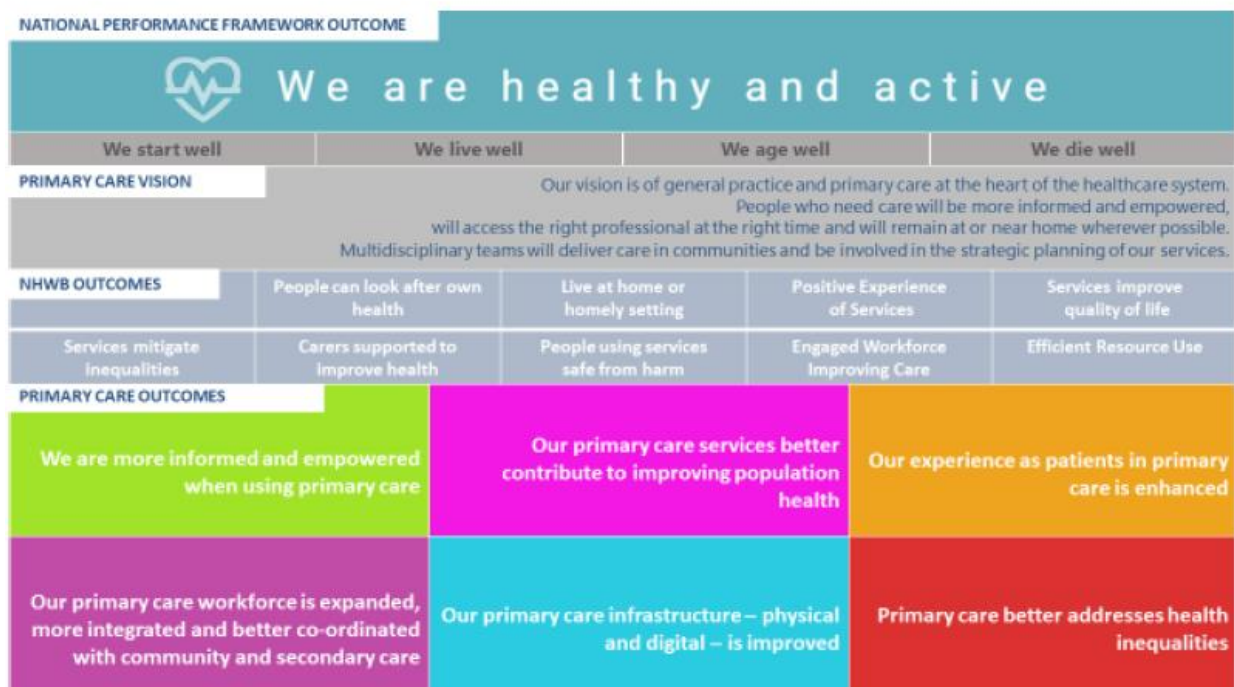 NATIONAL PERFORMANCE FRAMEWORK OUTCOME
We are healthy and active
We start well
We live well
We age well
We die well
PRIMARY CARE VISION
Our vision is of general practice and primary care at the heart of the healthcare system.
People who need care will be more informed and empowered,
will access the right professional at the right time and will remain at or near home wherever possible.
Multidisciplinary teams will deliver care in communities and be involved in the strategic planning of our services.
NHWB OUTCOMES
People can look after own
health
Live at home or
homely setting
Positive Experience
of Services
Services improve
quality of life
Services mitigate
inequalities
Carers supported to
improve health
People using services
safe from harm
Engaged Workforce
Improving Care
Efficient Resource Use
PRIMARY CARE OUTCOMES
We are more informed and empowered
when using primary care
Our primary care services better
contribute to improving population
health
Our experience as patients in primary
care is enhanced
Our primary care workforce is expanded,
more integrated and better co-ordinated
with community and secondary care
Our primary care infrastructure – physical
and digital – is improved
Primary care better addresses health
inequalities